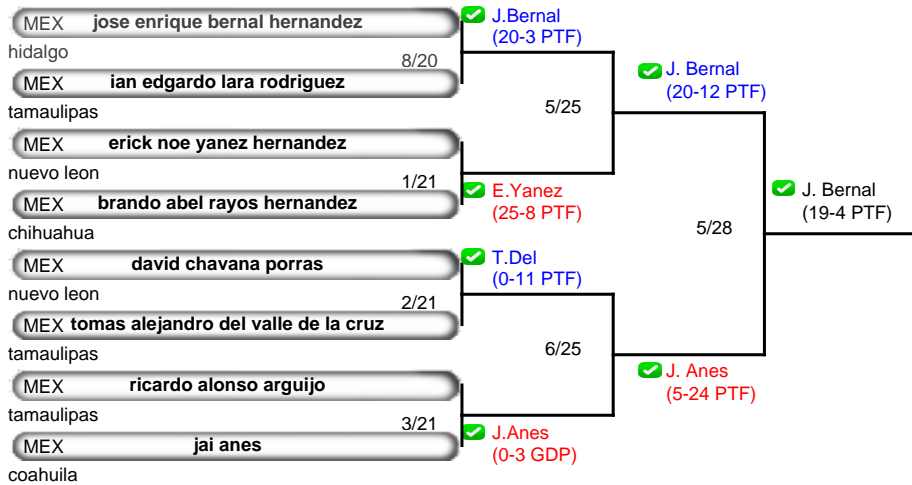 MEX jose enrique bernal hernandez
hidalgo
8/20
MEX ian edgardo lara rodriguez
tamaulipas
J.Bernal
(20-3 PTF)
MEX erick noe yanez hernandez
nuevo leon
1/21
MEX brando abel rayos hernandez
chihuahua
E.Yanez
(25-8 PTF)
5/25
J. Bernal
(20-12 PTF)
MEX david chavana porras
nuevo leon
2/21
MEX tomas alejandro del valle de la cruz
tamaulipas
T.Del
(0-11 PTF)
MEX ricardo alonso arguijo
tamaulipas
3/21
MEX jai anes
coahuila
J.Anes
(0-3 GDP)
6/25
J. Anes
(5-24 PTF)
5/28
J. Bernal
(19-4 PTF)